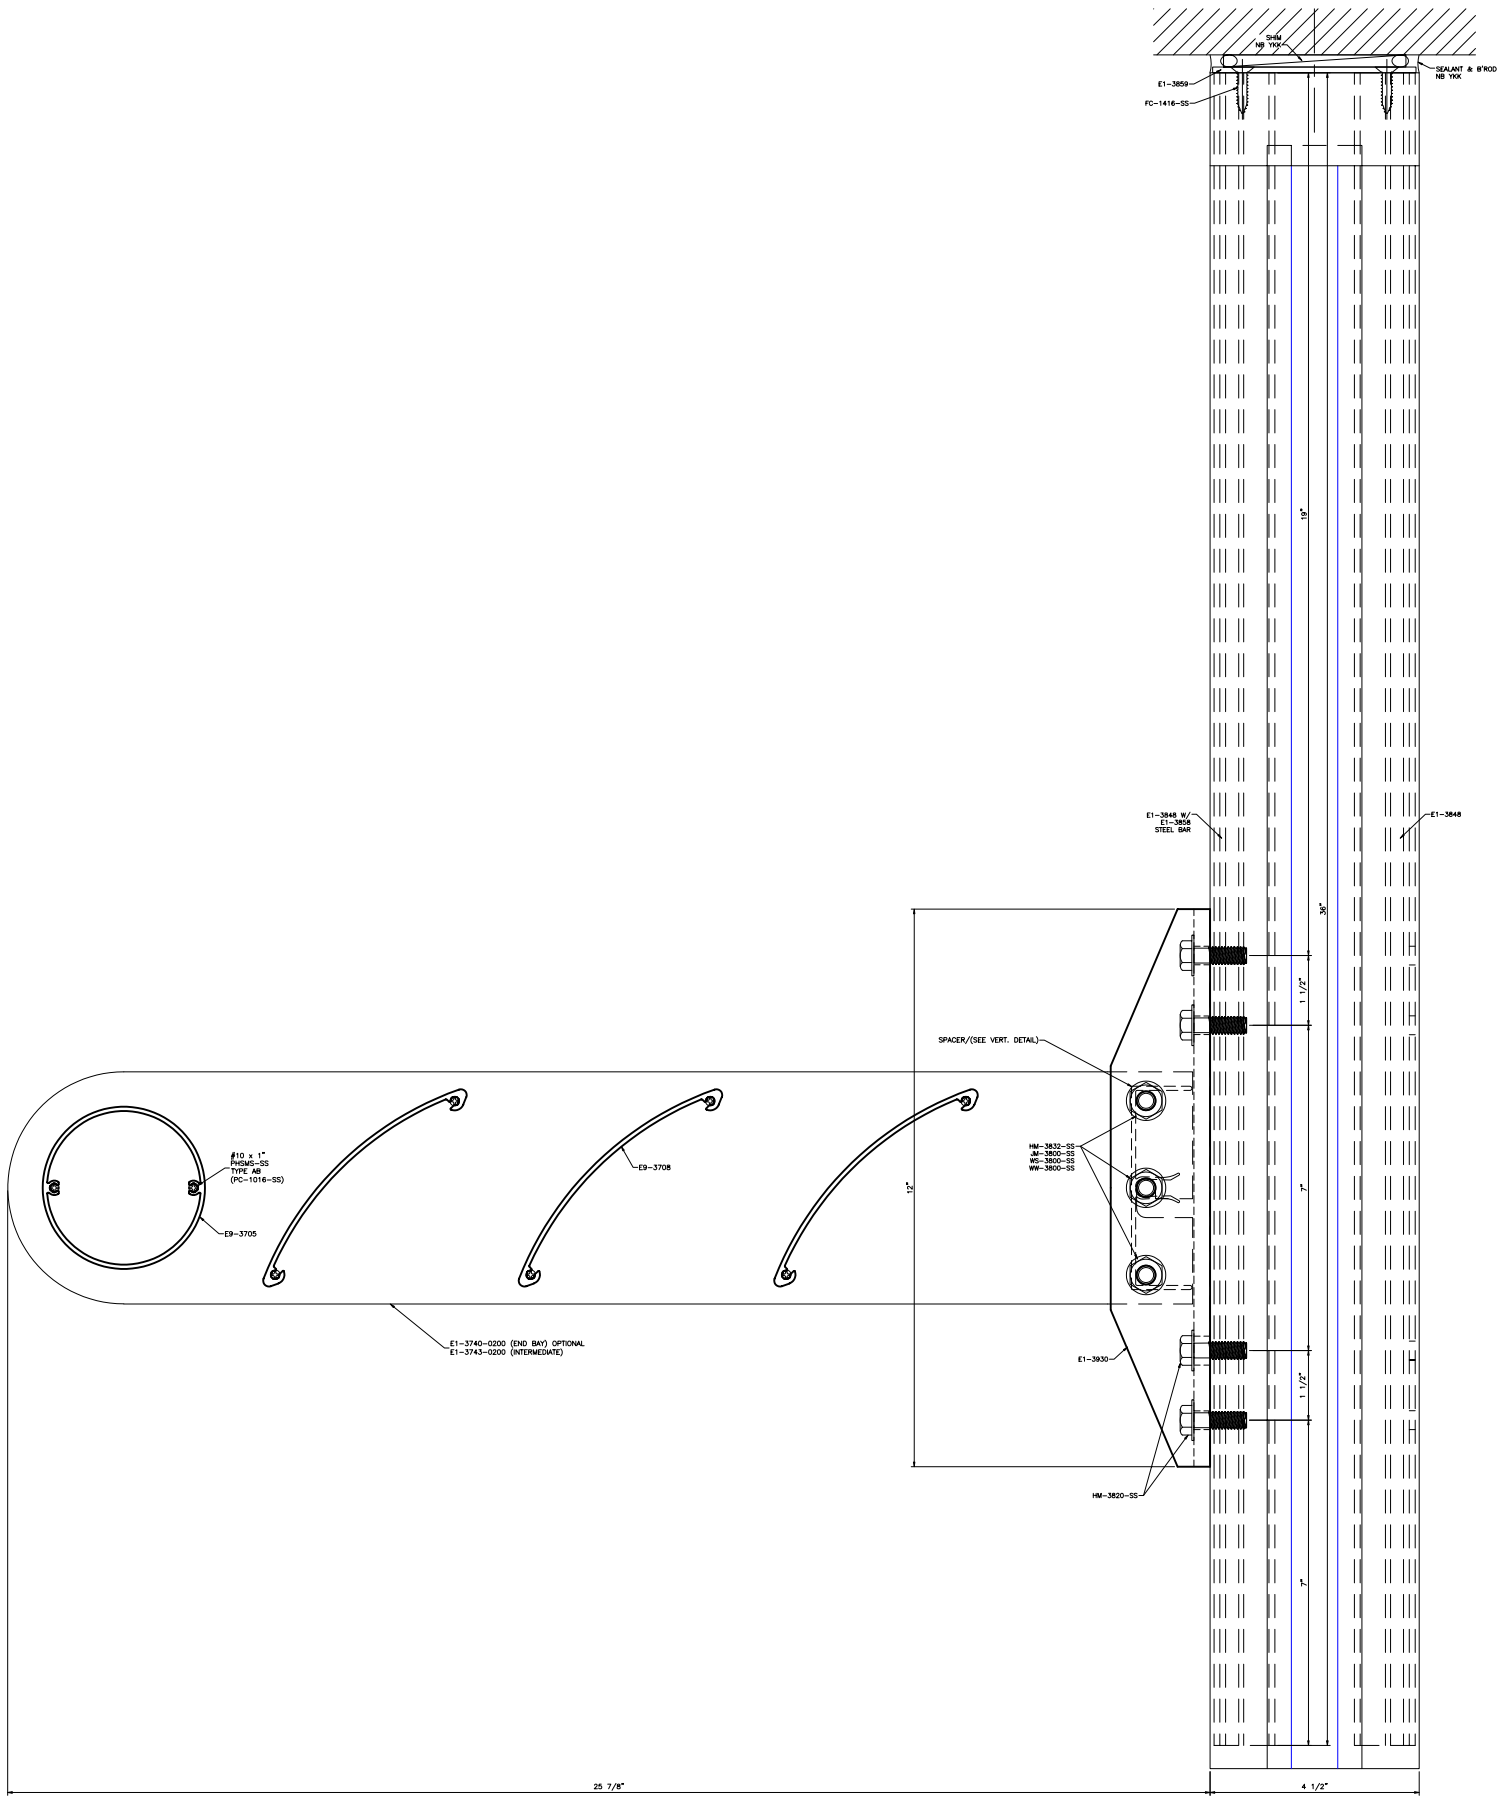 SHIM
NB YKK
SEALANT & B'ROD
NB YKK
E1-3859
FC-1416-SS
19"
E1-3848 W/
E1-3858
STEEL BAR
E1-3848
36"
1 1/2"
SPACER/(SEE VERT. DETAIL)
HM-3832-SS
JM-3800-SS
WS-3800-SS
WW-3800-SS
#10 x 1"
PHSMS-SS
TYPE AB
(PC-1016-SS)
E9-3708
12"
7"
E9-3705
E1-3740-0200 (END BAY) OPTIONAL
E1-3743-0200 (INTERMEDIATE)
E1-3930
1 1/2"
HM-3820-SS
7"
25 7/8"
4 1/2"